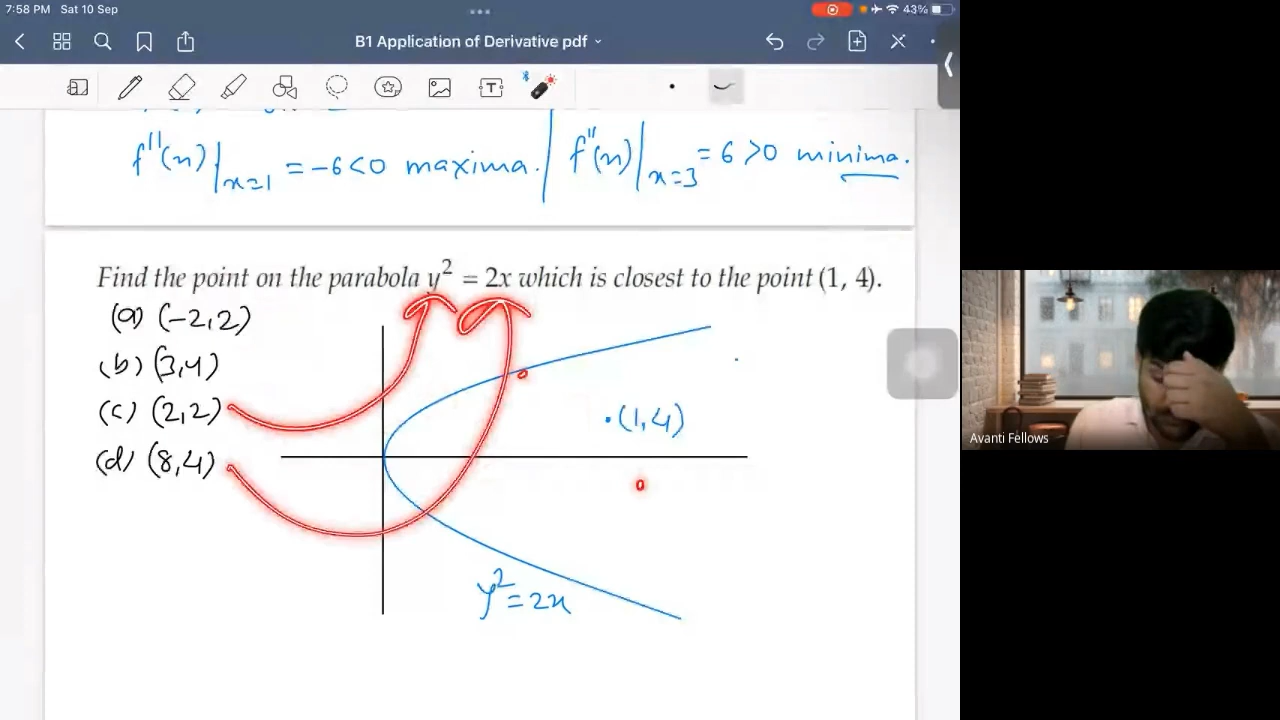 7:58 PM Sat 10 Sep
43%
B1 Application of Derivative pdf
f''(n)|x=1 = -6<0 maxima. | f''(n)|x=3 = 6 >0 minima.
Find the point on the parabola y² = 2x which is closest to the point (1, 4).
(a) (-2,2)
(b) (3,4)
(c) (2,2)
(d) (8,4)
.(1,4)
y² = 2x
Avanti Fellows